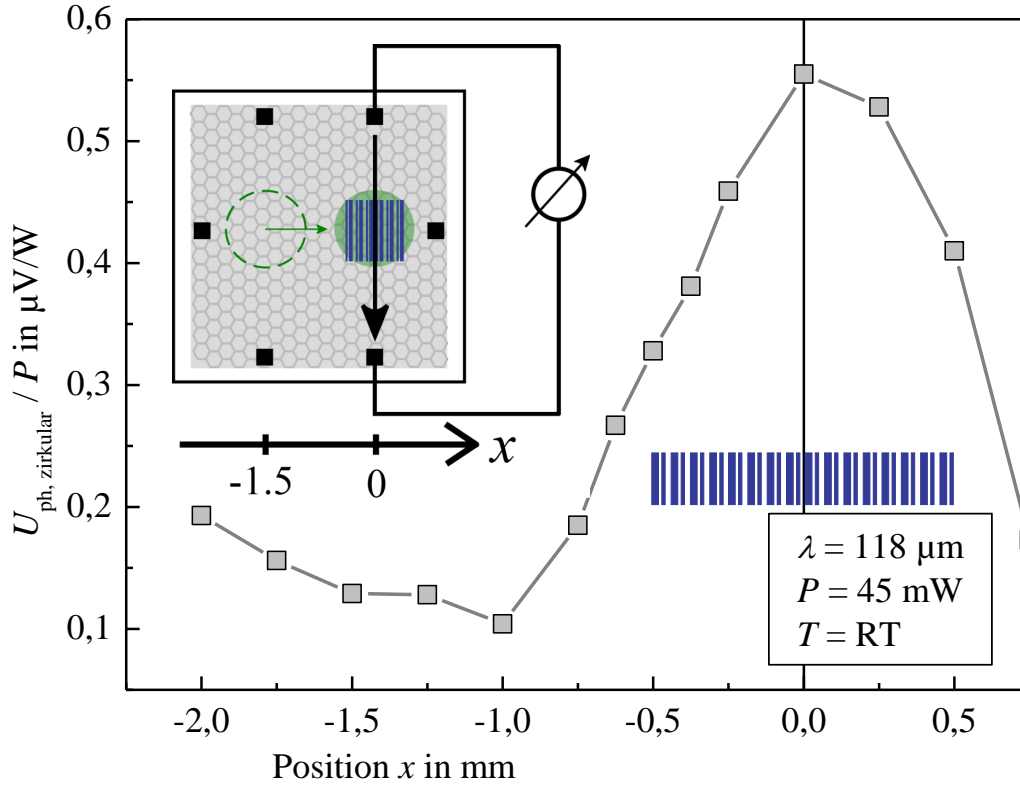 0,6
0,5
0,4
0,3
0,2
0,1
U ph, zirkular / P in µV/W
-1.5
0
x
λ = 118 µm
P = 45 mW
T = RT
-2,0 -1,5 -1,0 -0,5 0,0 0,5
Position x in mm